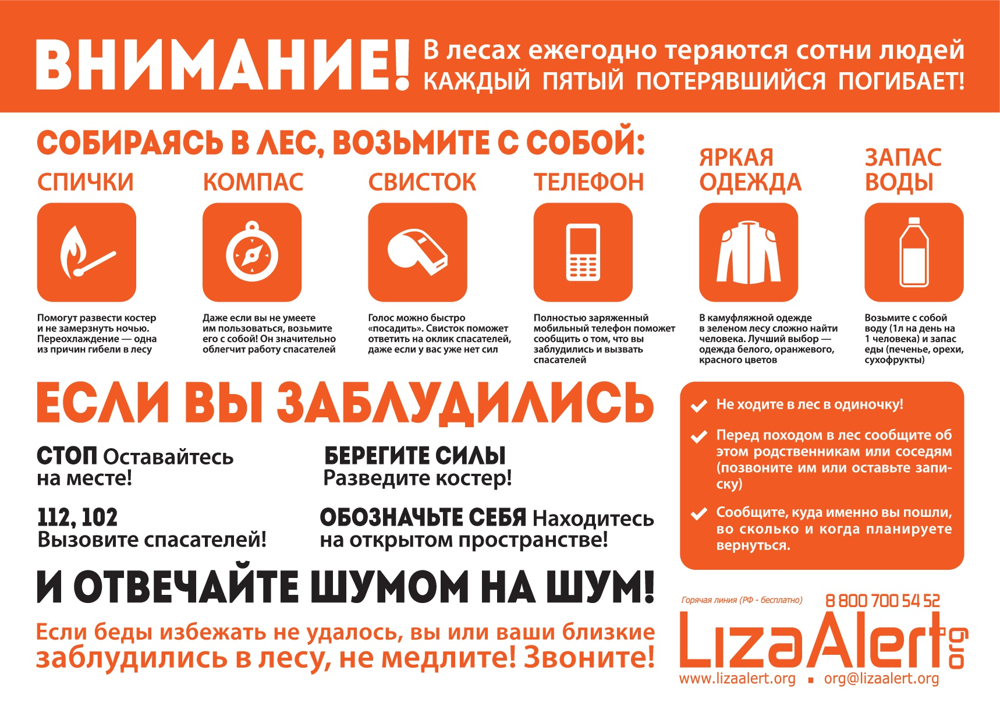 ВНИМАНИЕ!
В лесах ежегодно теряются сотни людей
КАЖДЫЙ ПЯТЫЙ ПОТЕРЯВШИЙСЯ ПОГИБАЕТ!
СОБИРАЯСЬ В ЛЕС, ВОЗЬМИТЕ С СОБОЙ:
СПИЧКИ
Помогут развести костер
и не замерзнуть ночью.
Переохлаждение — одна
из причин гибели в лесу
КОМПАС
Даже если вы не умеете
им пользоваться, возьмите
его с собой! Он значительно
облегчит работу спасателей
СВИСТОК
Голос можно быстро
«посадить». Свисток поможет
ответить на оклик спасателей,
даже если у вас уже нет сил
ТЕЛЕФОН
Полностью заряженный
мобильный телефон поможет
сообщить о том, что вы
заблудились и вызвать
спасателей
ЯРКАЯ
ОДЕЖДА
В камуфляжной одежде
в зеленом лесу сложно найти
человека. Лучший выбор —
одежда белого, оранжевого,
красного цветов
ЗАПАС
ВОДЫ
Возьмите с собой
воду (1л на день на
1 человека) и запас
еды (печенье, орехи,
сухофрукты)
ЕСЛИ ВЫ ЗАБЛУДИЛИСЬ
СТОП Оставайтесь
на месте!
БЕРЕГИТЕ СИЛЫ
Разведите костер!
112, 102
Вызовите спасателей!
ОБОЗНАЧЬТЕ СЕБЯ Находитесь
на открытом пространстве!
И ОТВЕЧАЙТЕ ШУМОМ НА ШУМ!
Если беды избежать не удалось, вы или ваши близкие
заблудились в лесу, не медлите! Звоните!
Не ходите в лес в одиночку!
Перед походом в лес сообщите об
этом родственникам или соседям
(позвоните им или оставьте запи-
ску)
Сообщите, куда именно вы пошли,
во сколько и когда планируете
вернуться.
Горячая линия (РФ - бесплатно) 8 800 700 54 52
LizaAlert.org
www.lizaalert.org ▪ org@lizaalert.org